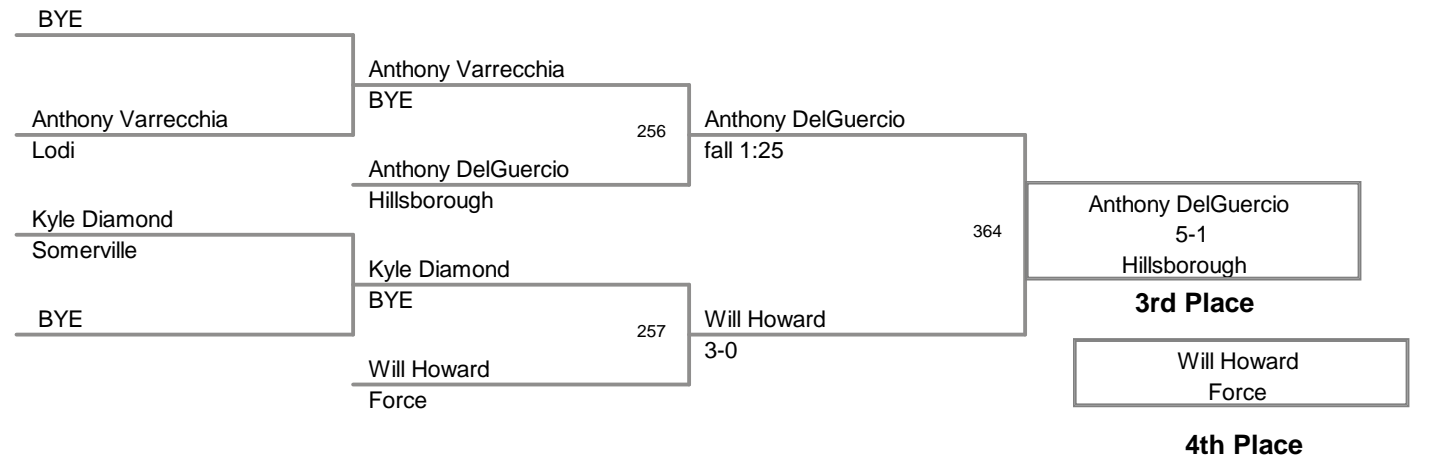 BYE
Anthony Varrecchia
BYE
Anthony Varrecchia
Lodi
256
Anthony DelGuercio
fall 1:25
Anthony DelGuercio
Hillsborough
Kyle Diamond
Somerville
364
Anthony DelGuercio
5-1
Hillsborough
3rd Place
Kyle Diamond
BYE
BYE
257
Will Howard
3-0
Will Howard
Force
Will Howard
Force
4th Place